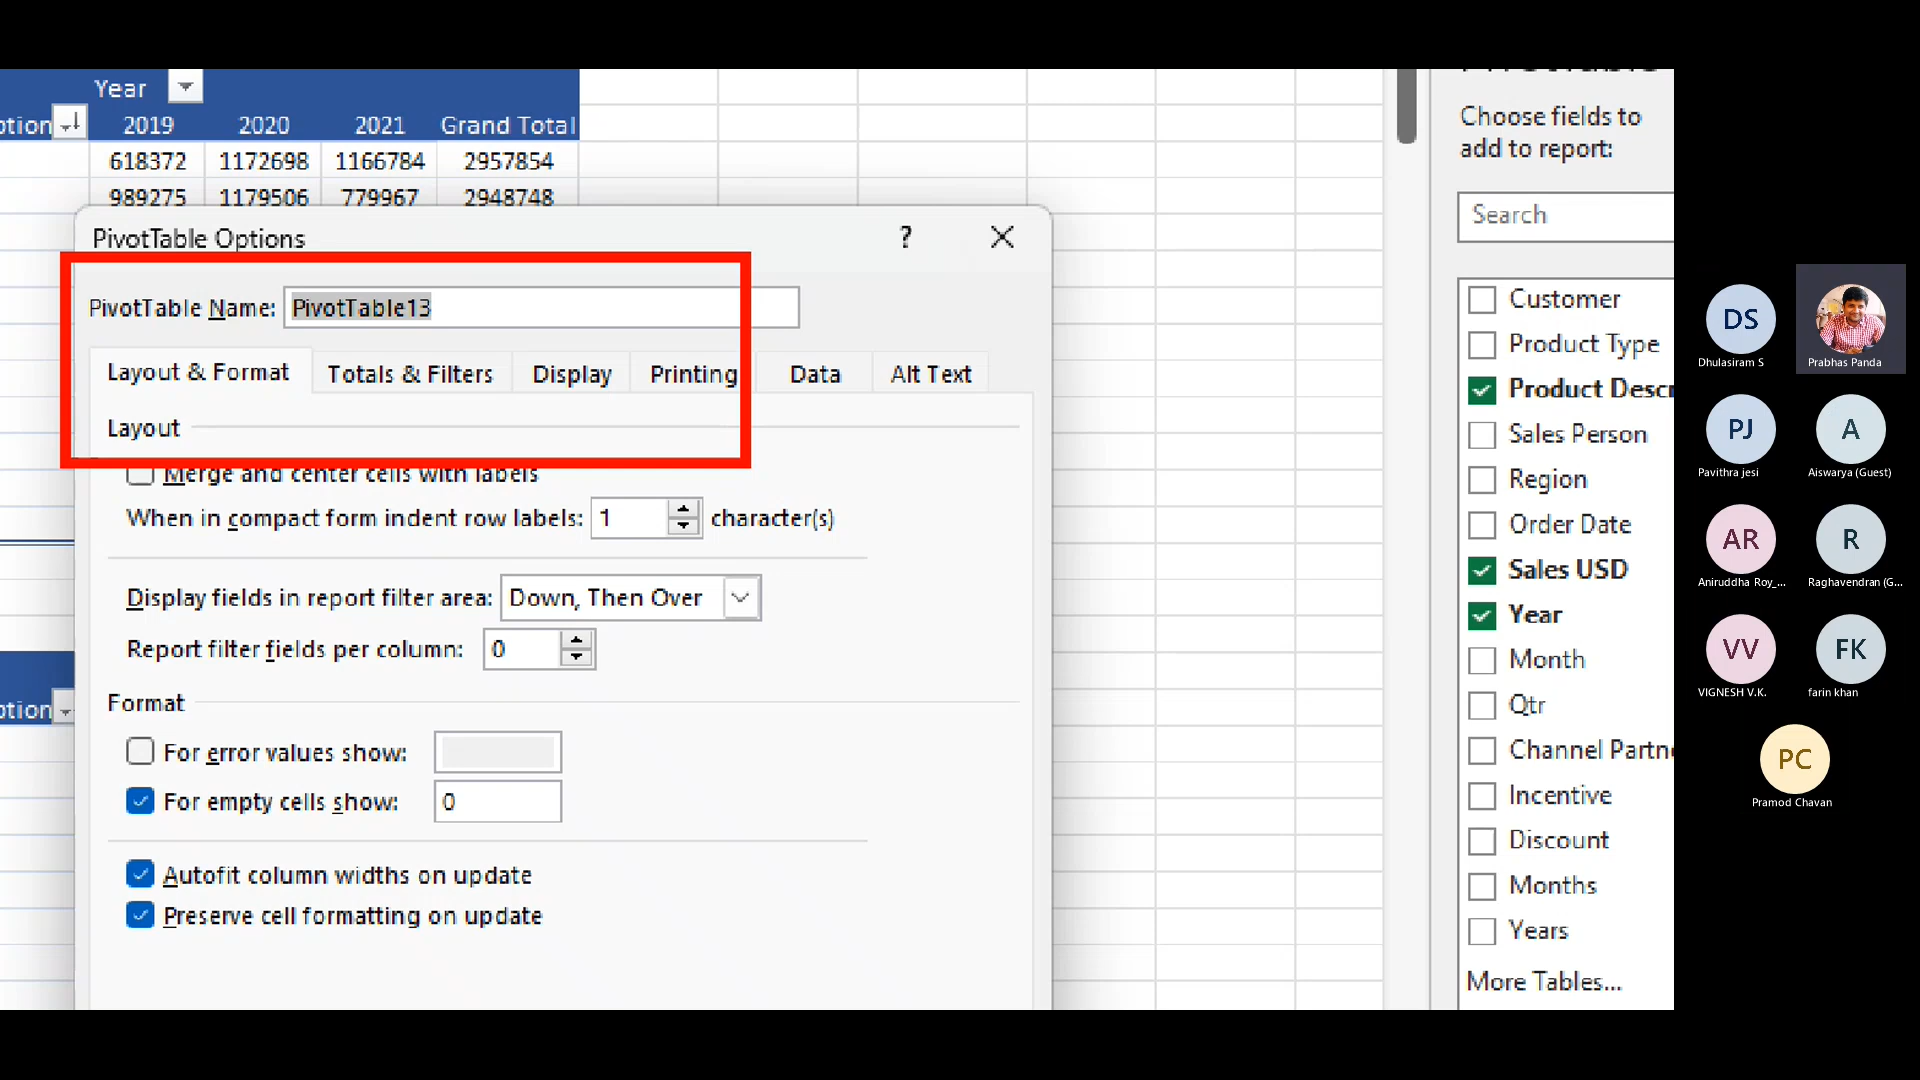 Year
ption
2019 2020 2021 Grand Total
618372 1172698 1166784 2957854
989275 1179506 779967 2948748
PivotTable Options ?
PivotTable Name: PivotTable13
Layout & Format Totals & Filters Display Printing Data Alt Text
Layout
Merge and center cells with labels
When in compact form indent row labels: 1 character(s)
Display fields in report filter area: Down, Then Over
Report filter fields per column: 0
Format
For error values show:
For empty cells show: 0
Autofit column widths on update
Preserve cell formatting on update
ption
Choose fields to
add to report:
Search
Customer
Product Type
Product Descr
Sales Person
Region
Order Date
Sales USD
Year
Month
Qtr
Channel Partne
Incentive
Discount
Months
Years
More Tables...
DS
Dhulasiram S
Prabhas Panda
PJ
Pavithra jesi
A
Aiswarya (Guest)
AR
Aniruddha Roy_...
R
Raghavendran (G...
VV
VIGNESH V.K.
FK
farin khan
PC
Pramod Chavan